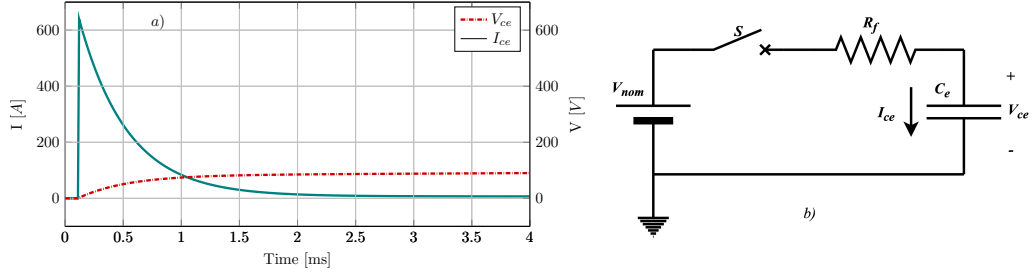 a)
V_ce
I_ce
600
400
200
0
600
400
200
0
I [A]
V [V]
0 0.5 1 1.5 2 2.5 3 3.5 4
Time [ms]
S
R_f
V_nom
C_e
I_ce
+
V_ce
-
b)